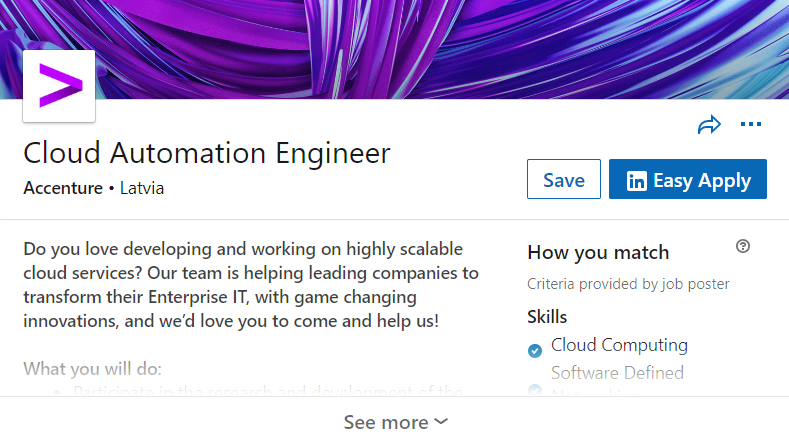 Cloud Automation Engineer
Accenture • Latvia
Save
Easy Apply
Do you love developing and working on highly scalable
cloud services? Our team is helping leading companies to
transform their Enterprise IT, with game changing
innovations, and we’d love you to come and help us!
What you will do:
• Participate in the research and development of the
How you match
Criteria provided by job poster
Skills
Cloud Computing
Software Defined
See more